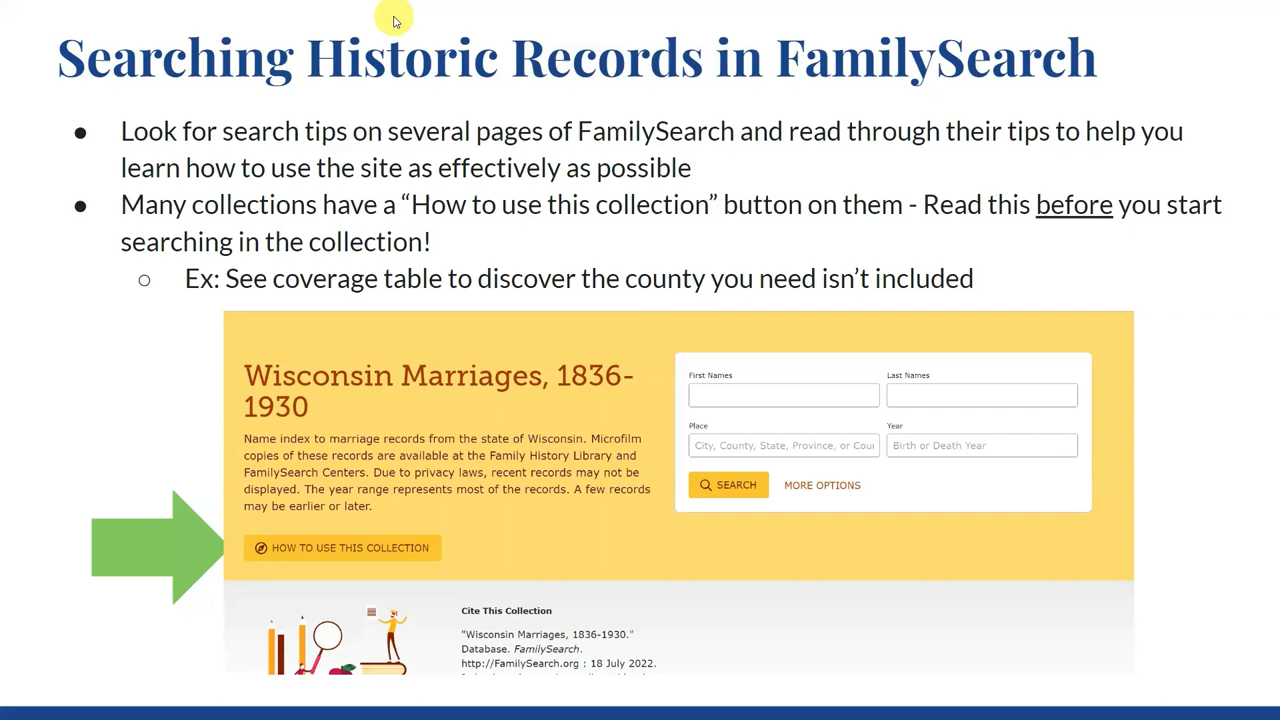 Searching Historic Records in FamilySearch
● Look for search tips on several pages of FamilySearch and read through their tips to help you
learn how to use the site as effectively as possible
● Many collections have a “How to use this collection” button on them - Read this before you start
searching in the collection!
○ Ex: See coverage table to discover the county you need isn’t included
Wisconsin Marriages, 1836-
1930
Name index to marriage records from the state of Wisconsin. Microfilm
copies of these records are available at the Family History Library and
FamilySearch Centers. Due to privacy laws, recent records may not be
displayed. The year range represents most of the records. A few records
may be earlier or later.
HOW TO USE THIS COLLECTION
First Names
Last Names
Place
Year
City, County, State, Province, or Cou
Birth or Death Year
SEARCH
MORE OPTIONS
Cite This Collection
"Wisconsin Marriages, 1836-1930."
Database. FamilySearch.
http://FamilySearch.org : 18 July 2022.